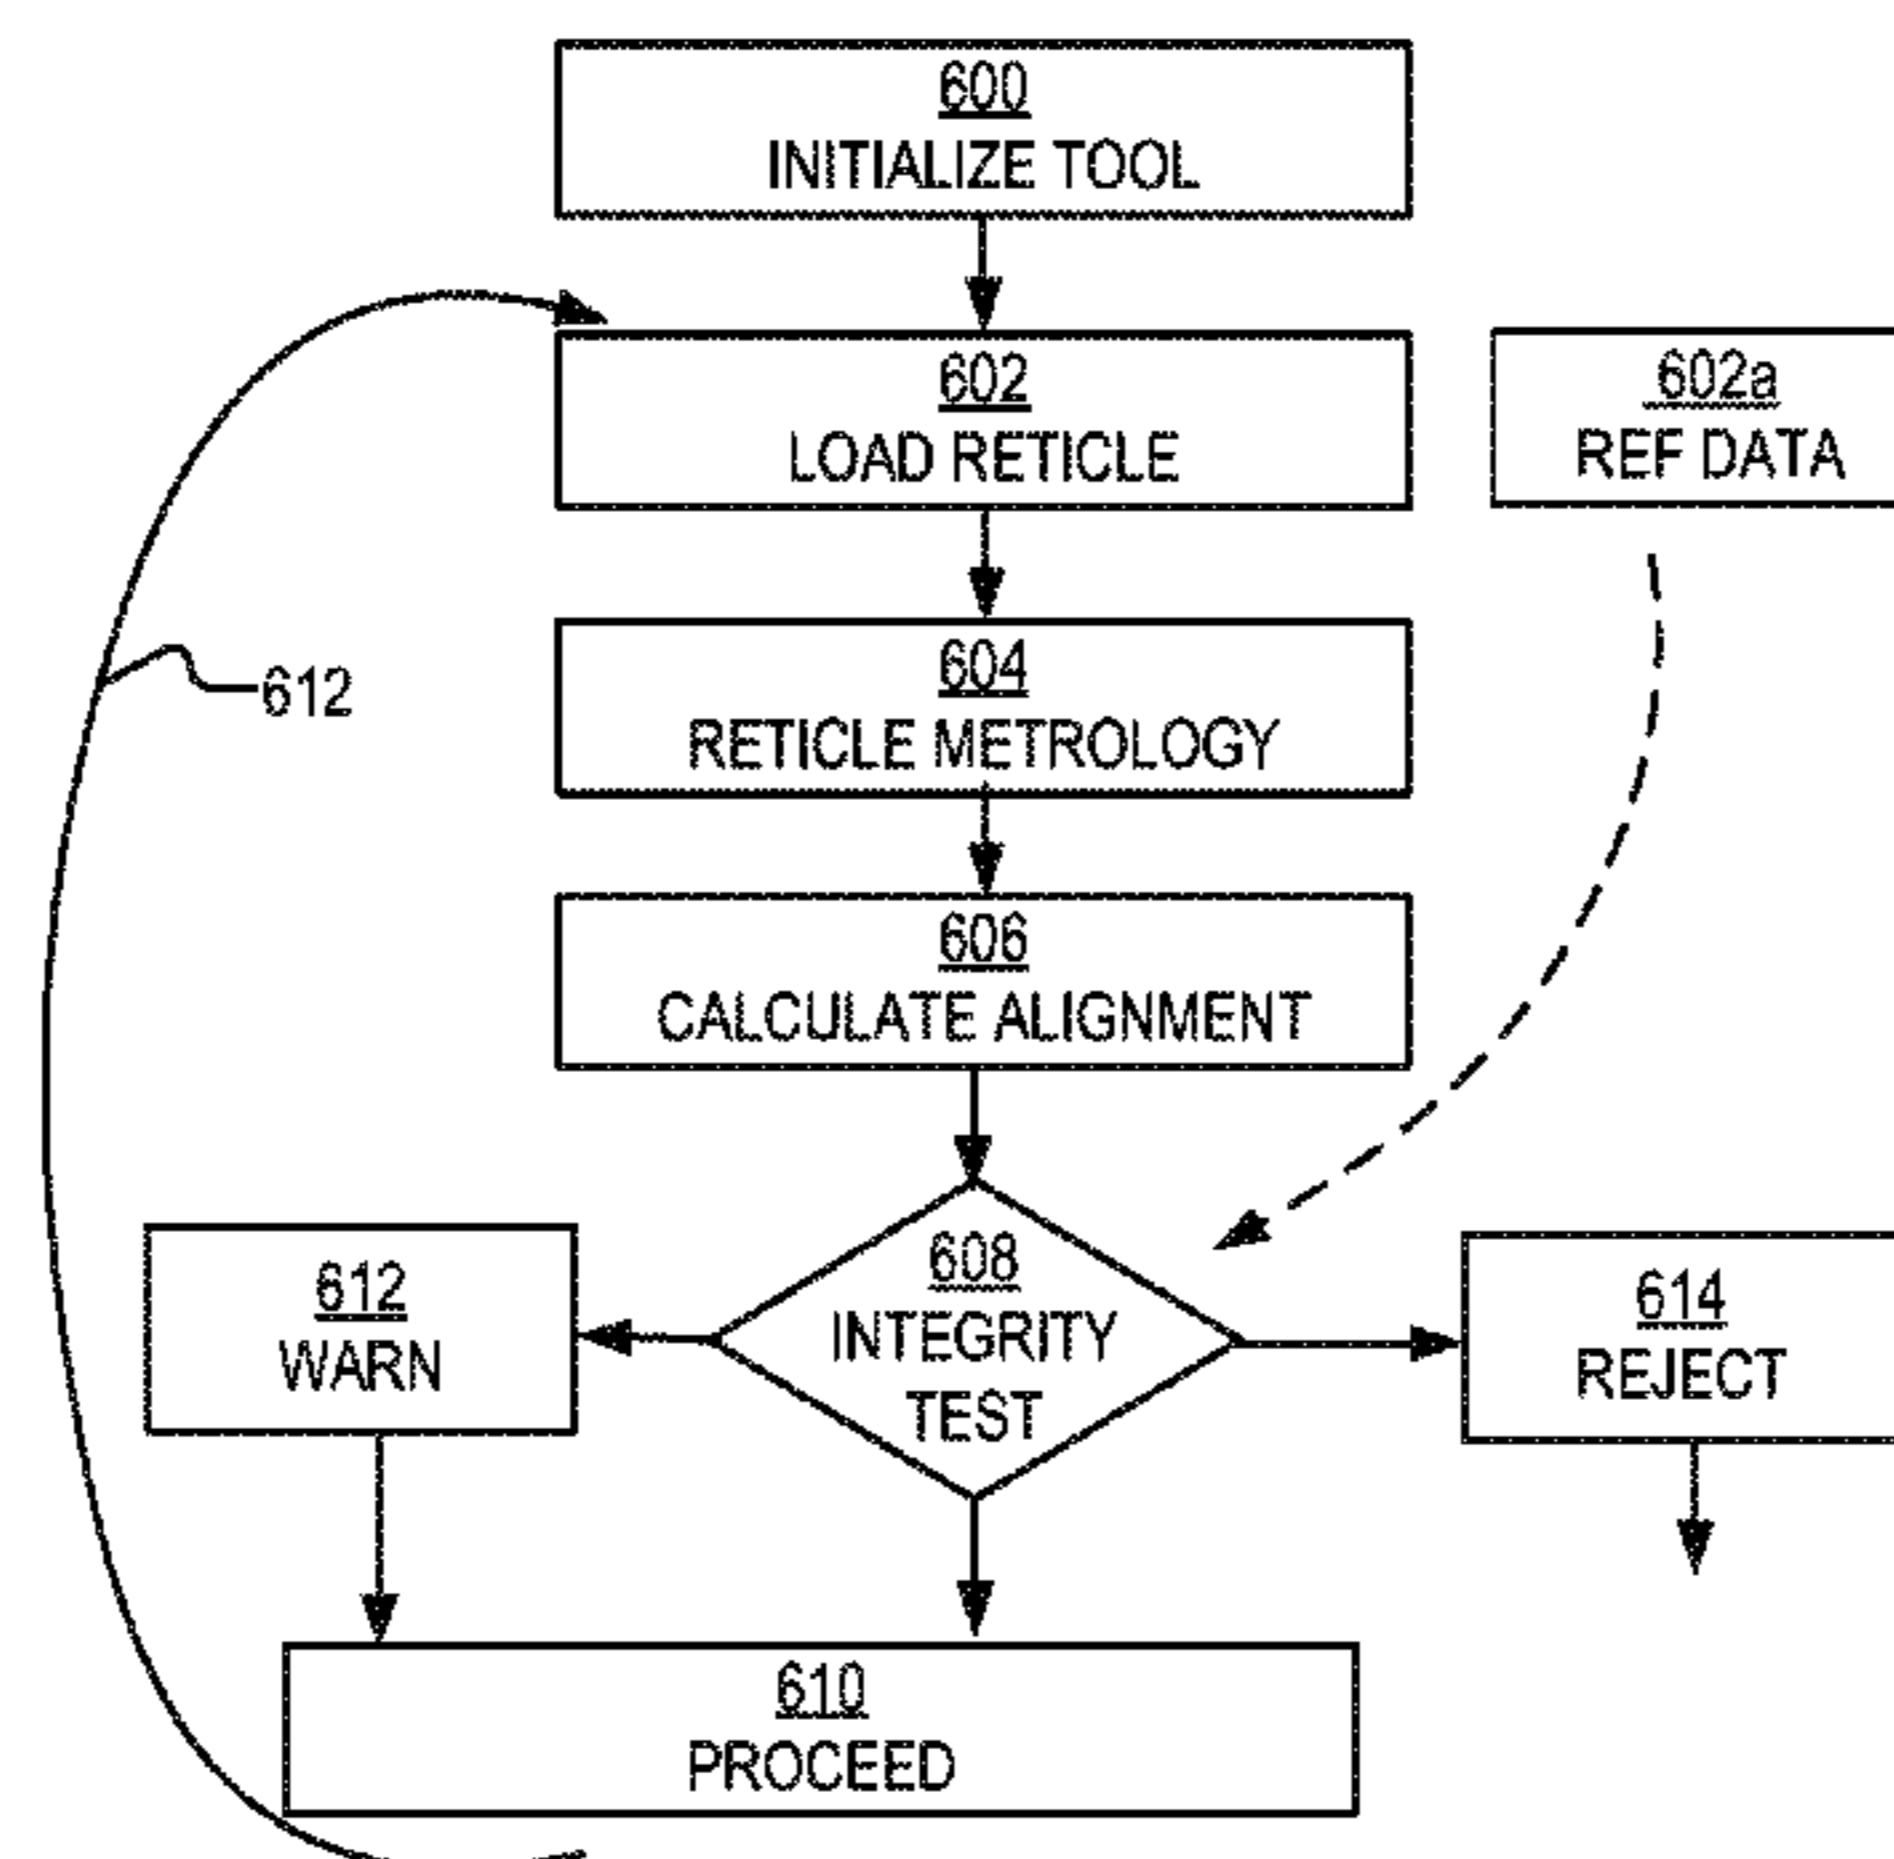 600
INITIALIZE TOOL
602
LOAD RETICLE
602a
REF DATA
604
RETICLE METROLOGY
612
606
CALCULATE ALIGNMENT
608
INTEGRITY
TEST
612
WARN
614
REJECT
610
PROCEED